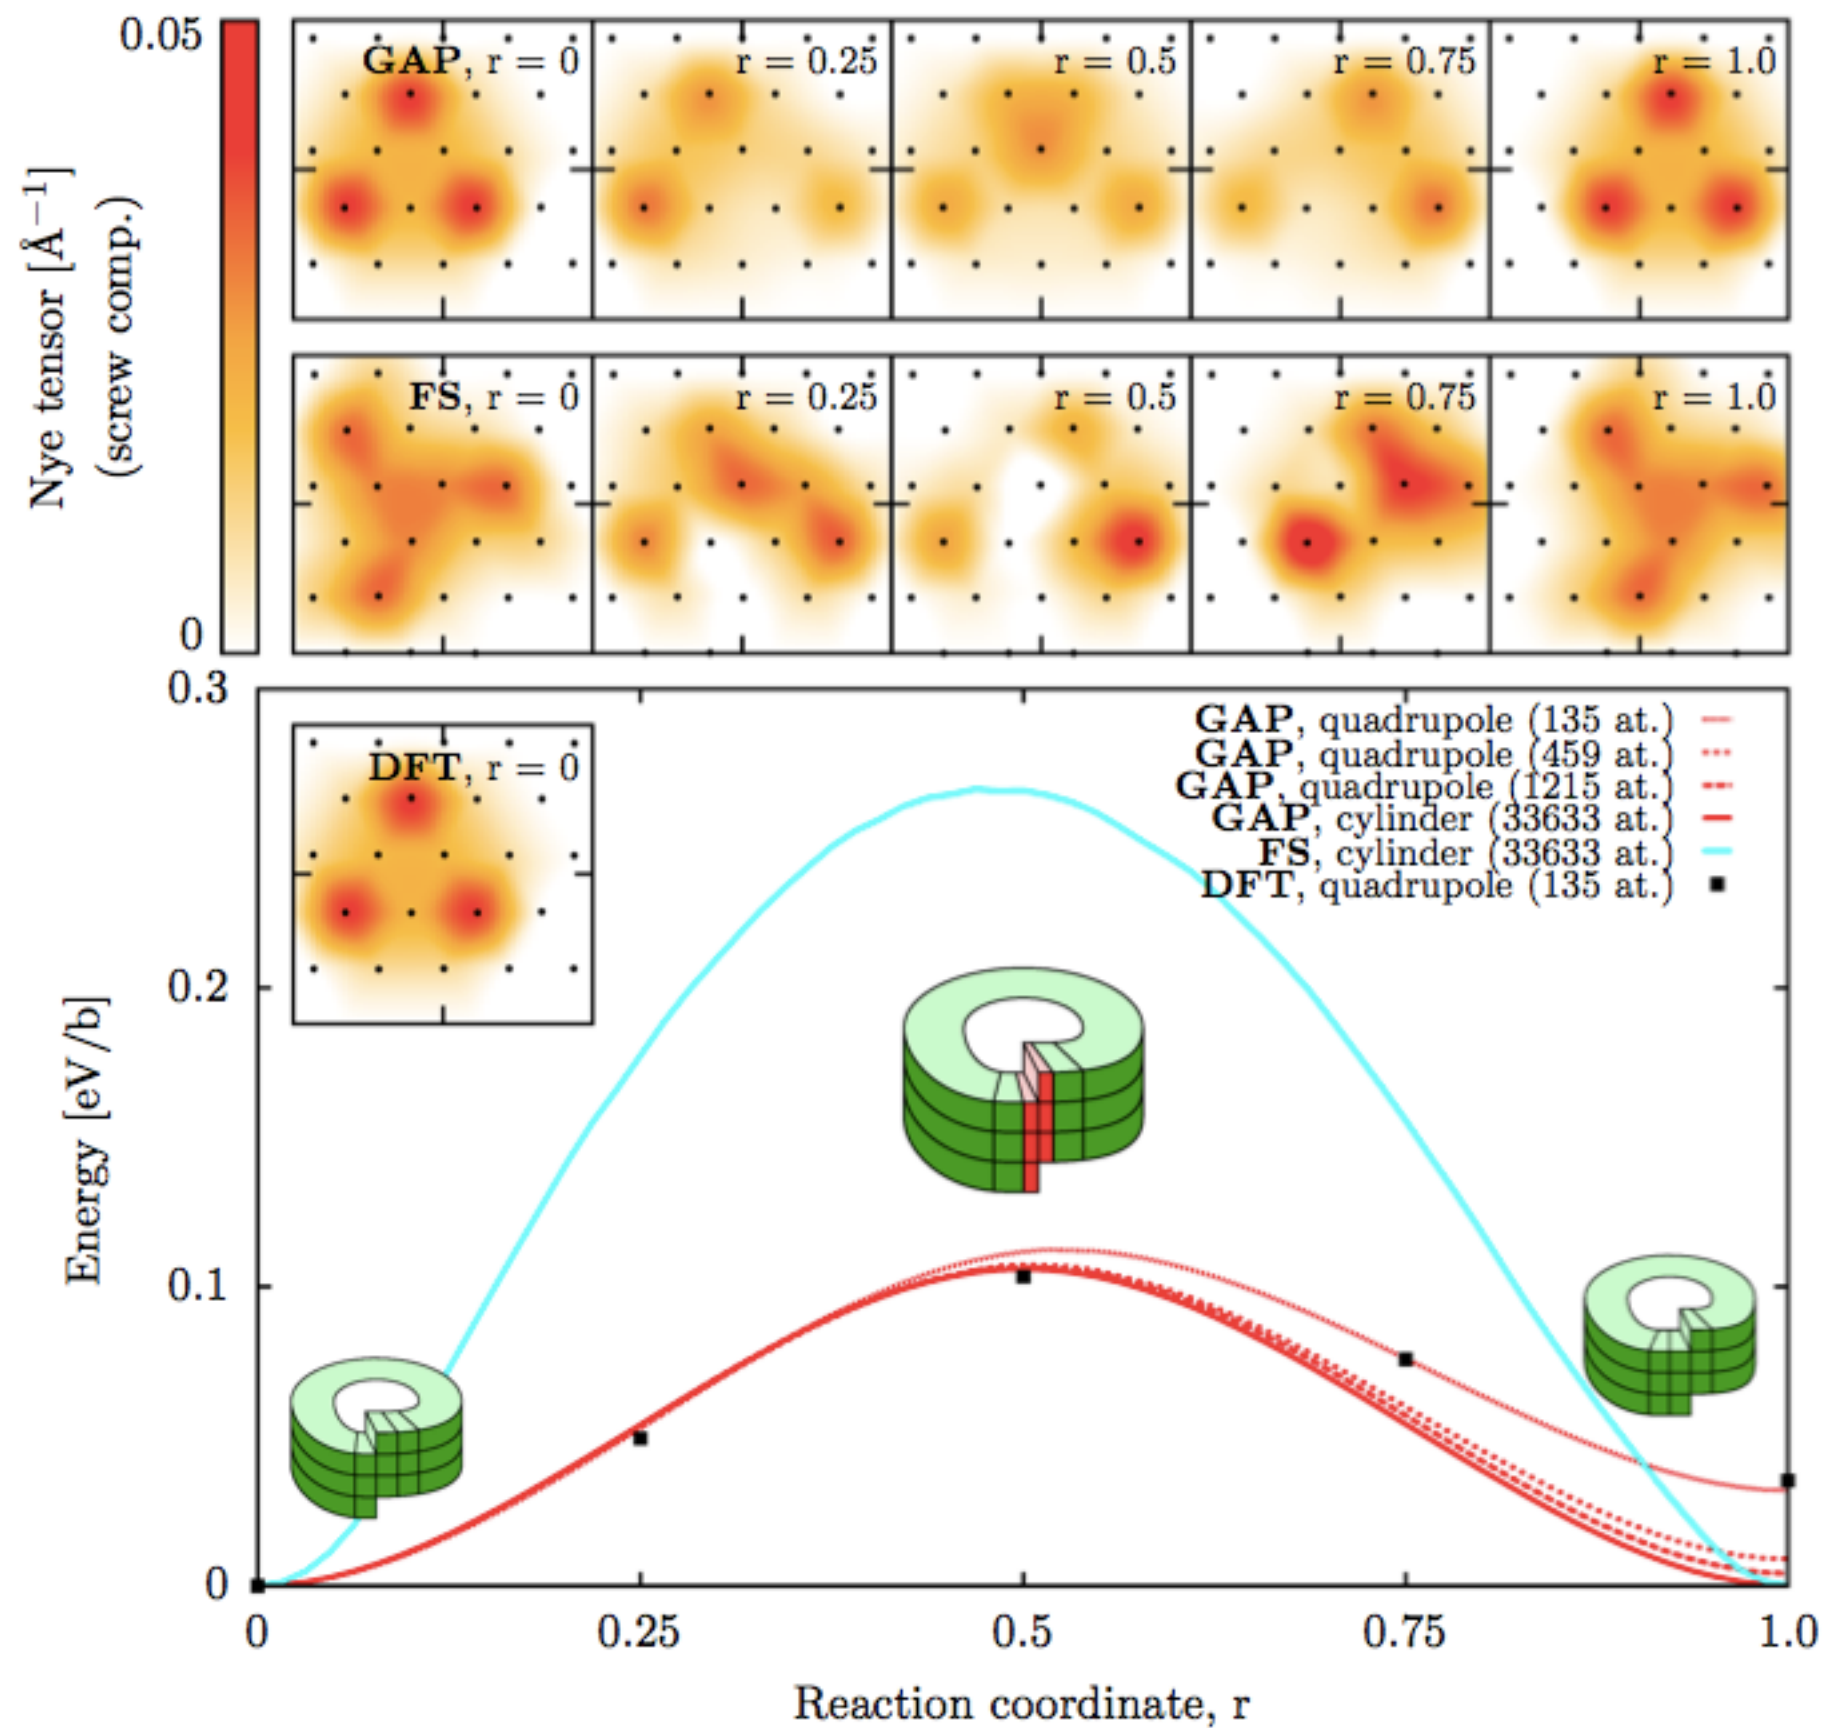 0.05
Nye tensor [Å⁻¹]
(screw comp.)
0
GAP, r = 0
r = 0.25
r = 0.5
r = 0.75
r = 1.0
FS, r = 0
r = 0.25
r = 0.5
r = 0.75
r = 1.0
0.3
0.2
0.1
0
Energy [eV/b]
DFT, r = 0
GAP, quadrupole (135 at.)
GAP, quadrupole (459 at.)
GAP, quadrupole (1215 at.)
GAP, cylinder (33633 at.)
FS, cylinder (33633 at.)
DFT, quadrupole (135 at.)
0 0.25 0.5 0.75 1.0
Reaction coordinate, r